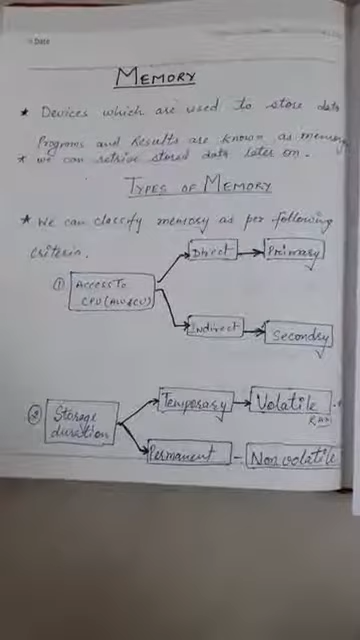 Date
MEMORY
* Devices which are used to store data
Programs and Results are known as memory
* we can retrive stored data later on.
TYPES OF MEMORY
* We can classify memory as per following
criteria.
① Access To
CPU (ALU & CU)
Direct
Primary
Indirect
Secondry
② Storage
duration
Temporary
Volatile
RAM
Permanent
Non volatile